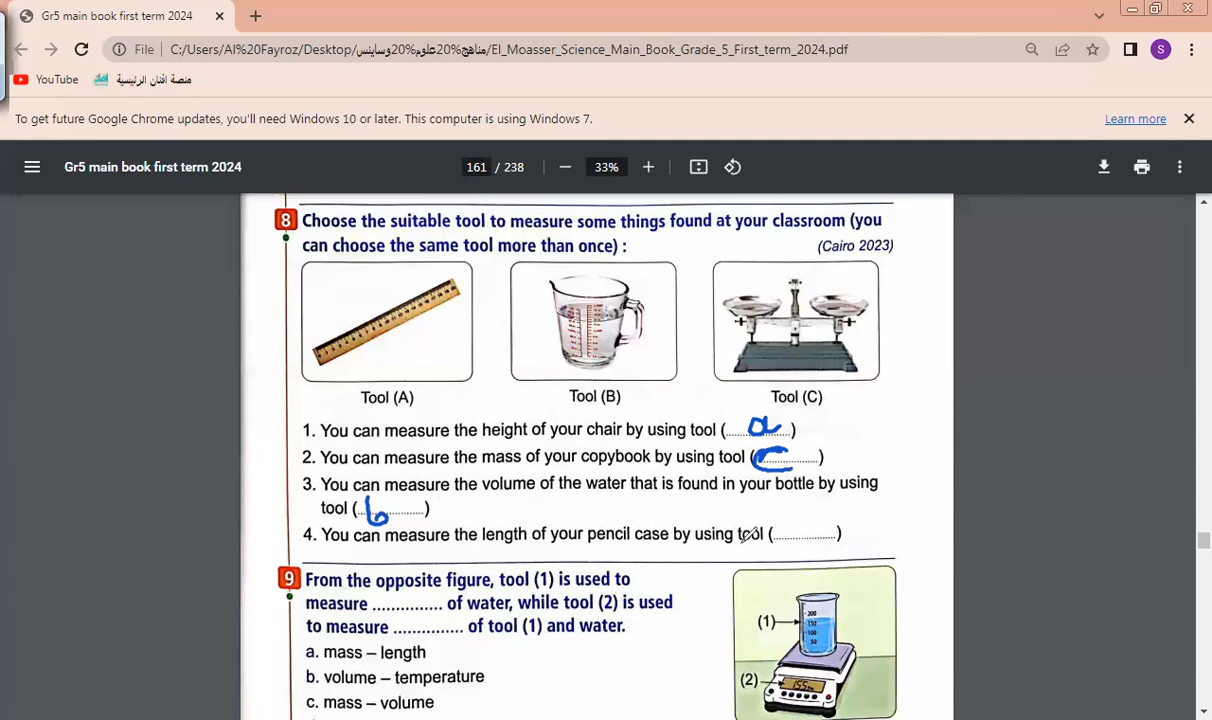 Gr5 main book first term 2024
File
C:/Users/Al%20Fayroz/Desktop/مناهج%20علوم%20وساينس/El_Moasser_Science_Main_Book_Grade_5_First_term_2024.pdf
S
YouTube
منصة أفنان الرئيسية
To get future Google Chrome updates, you'll need Windows 10 or later. This computer is using Windows 7.
Learn more
Gr5 main book first term 2024
161 / 238
33%
8 Choose the suitable tool to measure some things found at your classroom (you
can choose the same tool more than once) : (Cairo 2023)
Tool (A)
Tool (B)
Tool (C)
1. You can measure the height of your chair by using tool (.....a.....)
2. You can measure the mass of your copybook by using tool (.....C.....)
3. You can measure the volume of the water that is found in your bottle by using
tool (.....b.....)
4. You can measure the length of your pencil case by using tool (...............)
9 From the opposite figure, tool (1) is used to
measure ............... of water, while tool (2) is used
to measure ............... of tool (1) and water.
a. mass – length
b. volume – temperature
c. mass – volume
(1)
200
150
100
50
(2)